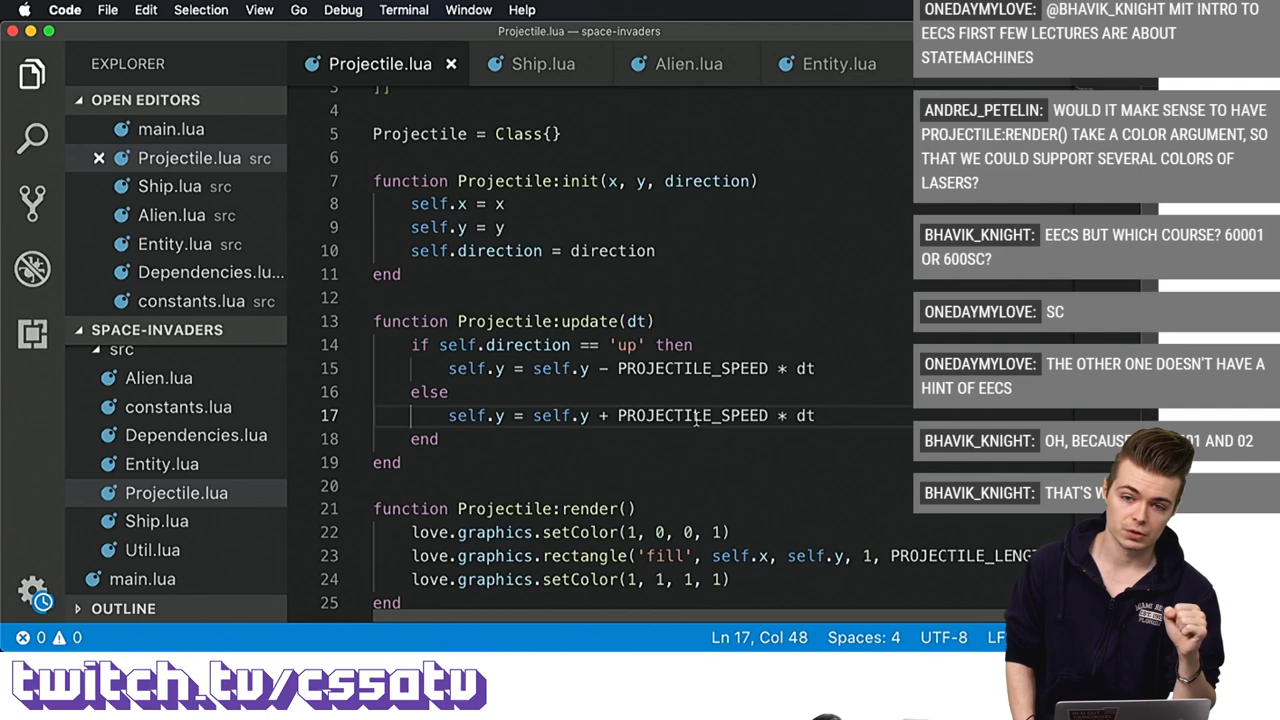 Code File Edit Selection View Go Debug Terminal Window Help
Projectile.lua — space-invaders
EXPLORER
OPEN EDITORS
main.lua
Projectile.lua src
Ship.lua src
Alien.lua src
Entity.lua src
Dependencies.lu...
constants.lua src
SPACE-INVADERS
src
Alien.lua
constants.lua
Dependencies.lua
Entity.lua
Projectile.lua
Ship.lua
Util.lua
main.lua
OUTLINE
Projectile.lua Ship.lua Alien.lua Entity.lua
3 ]]
4
5 Projectile = Class{}
6
7 function Projectile:init(x, y, direction)
8 self.x = x
9 self.y = y
10 self.direction = direction
11 end
12
13 function Projectile:update(dt)
14 if self.direction == 'up' then
15 self.y = self.y - PROJECTILE_SPEED * dt
16 else
17 self.y = self.y + PROJECTILE_SPEED * dt
18 end
19 end
20
21 function Projectile:render()
22 love.graphics.setColor(1, 0, 0, 1)
23 love.graphics.rectangle('fill', self.x, self.y, 1, PROJECTILE_LENG
24 love.graphics.setColor(1, 1, 1, 1)
25 end
0 0 Ln 17, Col 48 Spaces: 4 UTF-8 LF
ONEDAYMYLOVE: @BHAVIK_KNIGHT MIT INTRO TO
EECS FIRST FEW LECTURES ARE ABOUT
STATEMACHINES
ANDREJ_PETELIN: WOULD IT MAKE SENSE TO HAVE
PROJECTILE:RENDER() TAKE A COLOR ARGUMENT, SO
THAT WE COULD SUPPORT SEVERAL COLORS OF
LASERS?
BHAVIK_KNIGHT: EECS BUT WHICH COURSE? 60001
OR 600SC?
ONEDAYMYLOVE: SC
ONEDAYMYLOVE: THE OTHER ONE DOESN'T HAVE A
HINT OF EECS
BHAVIK_KNIGHT: OH, BECAUSE 01 AND 02
BHAVIK_KNIGHT: THAT'S
MIAMI
FLORIDA
twitch.tv/cs50tv